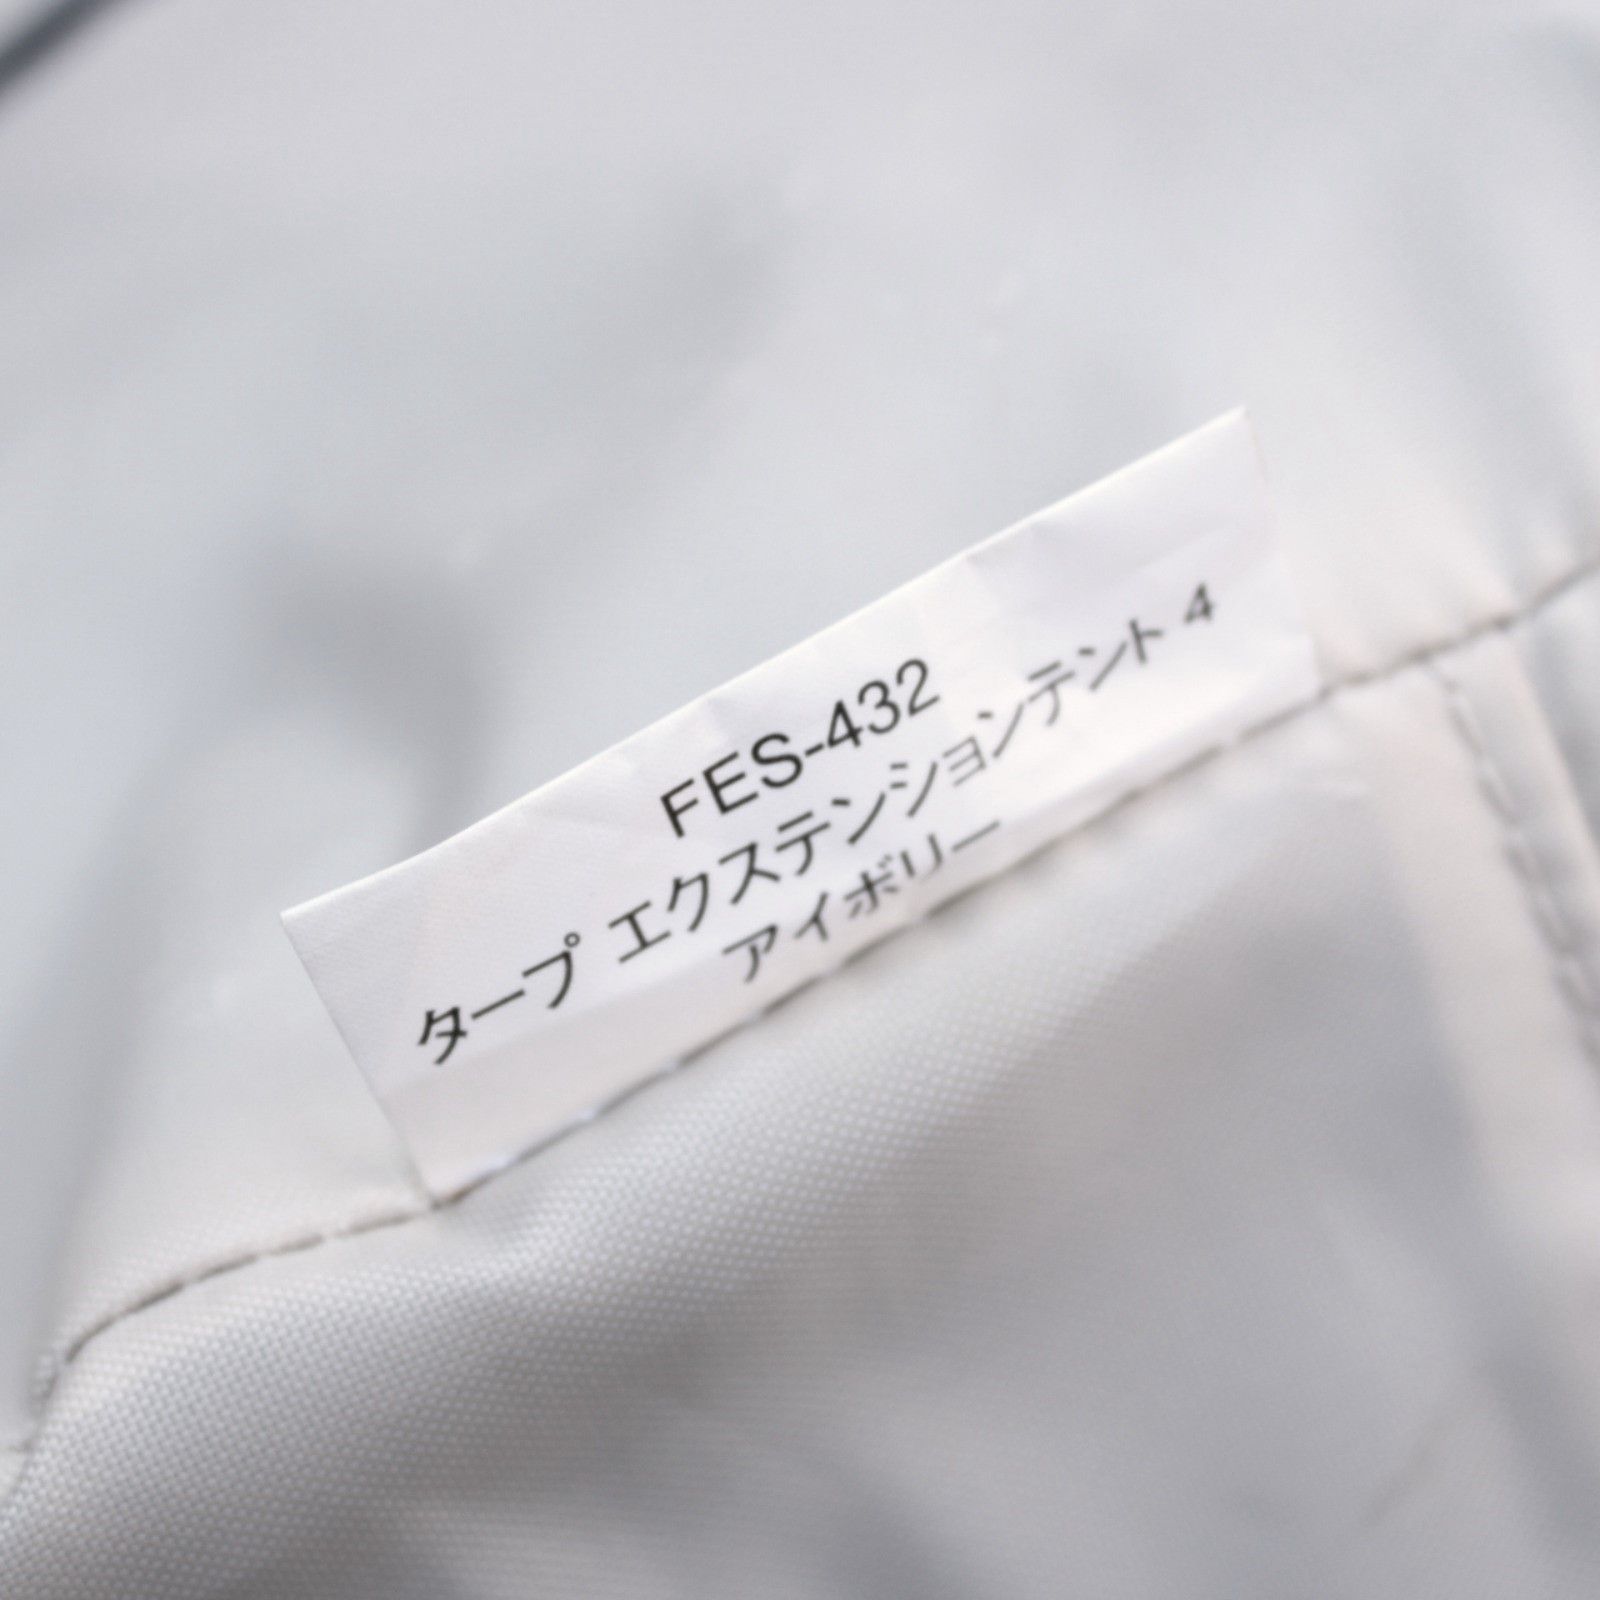 FES-432
タープ エクステンションテント 4
アイボリー